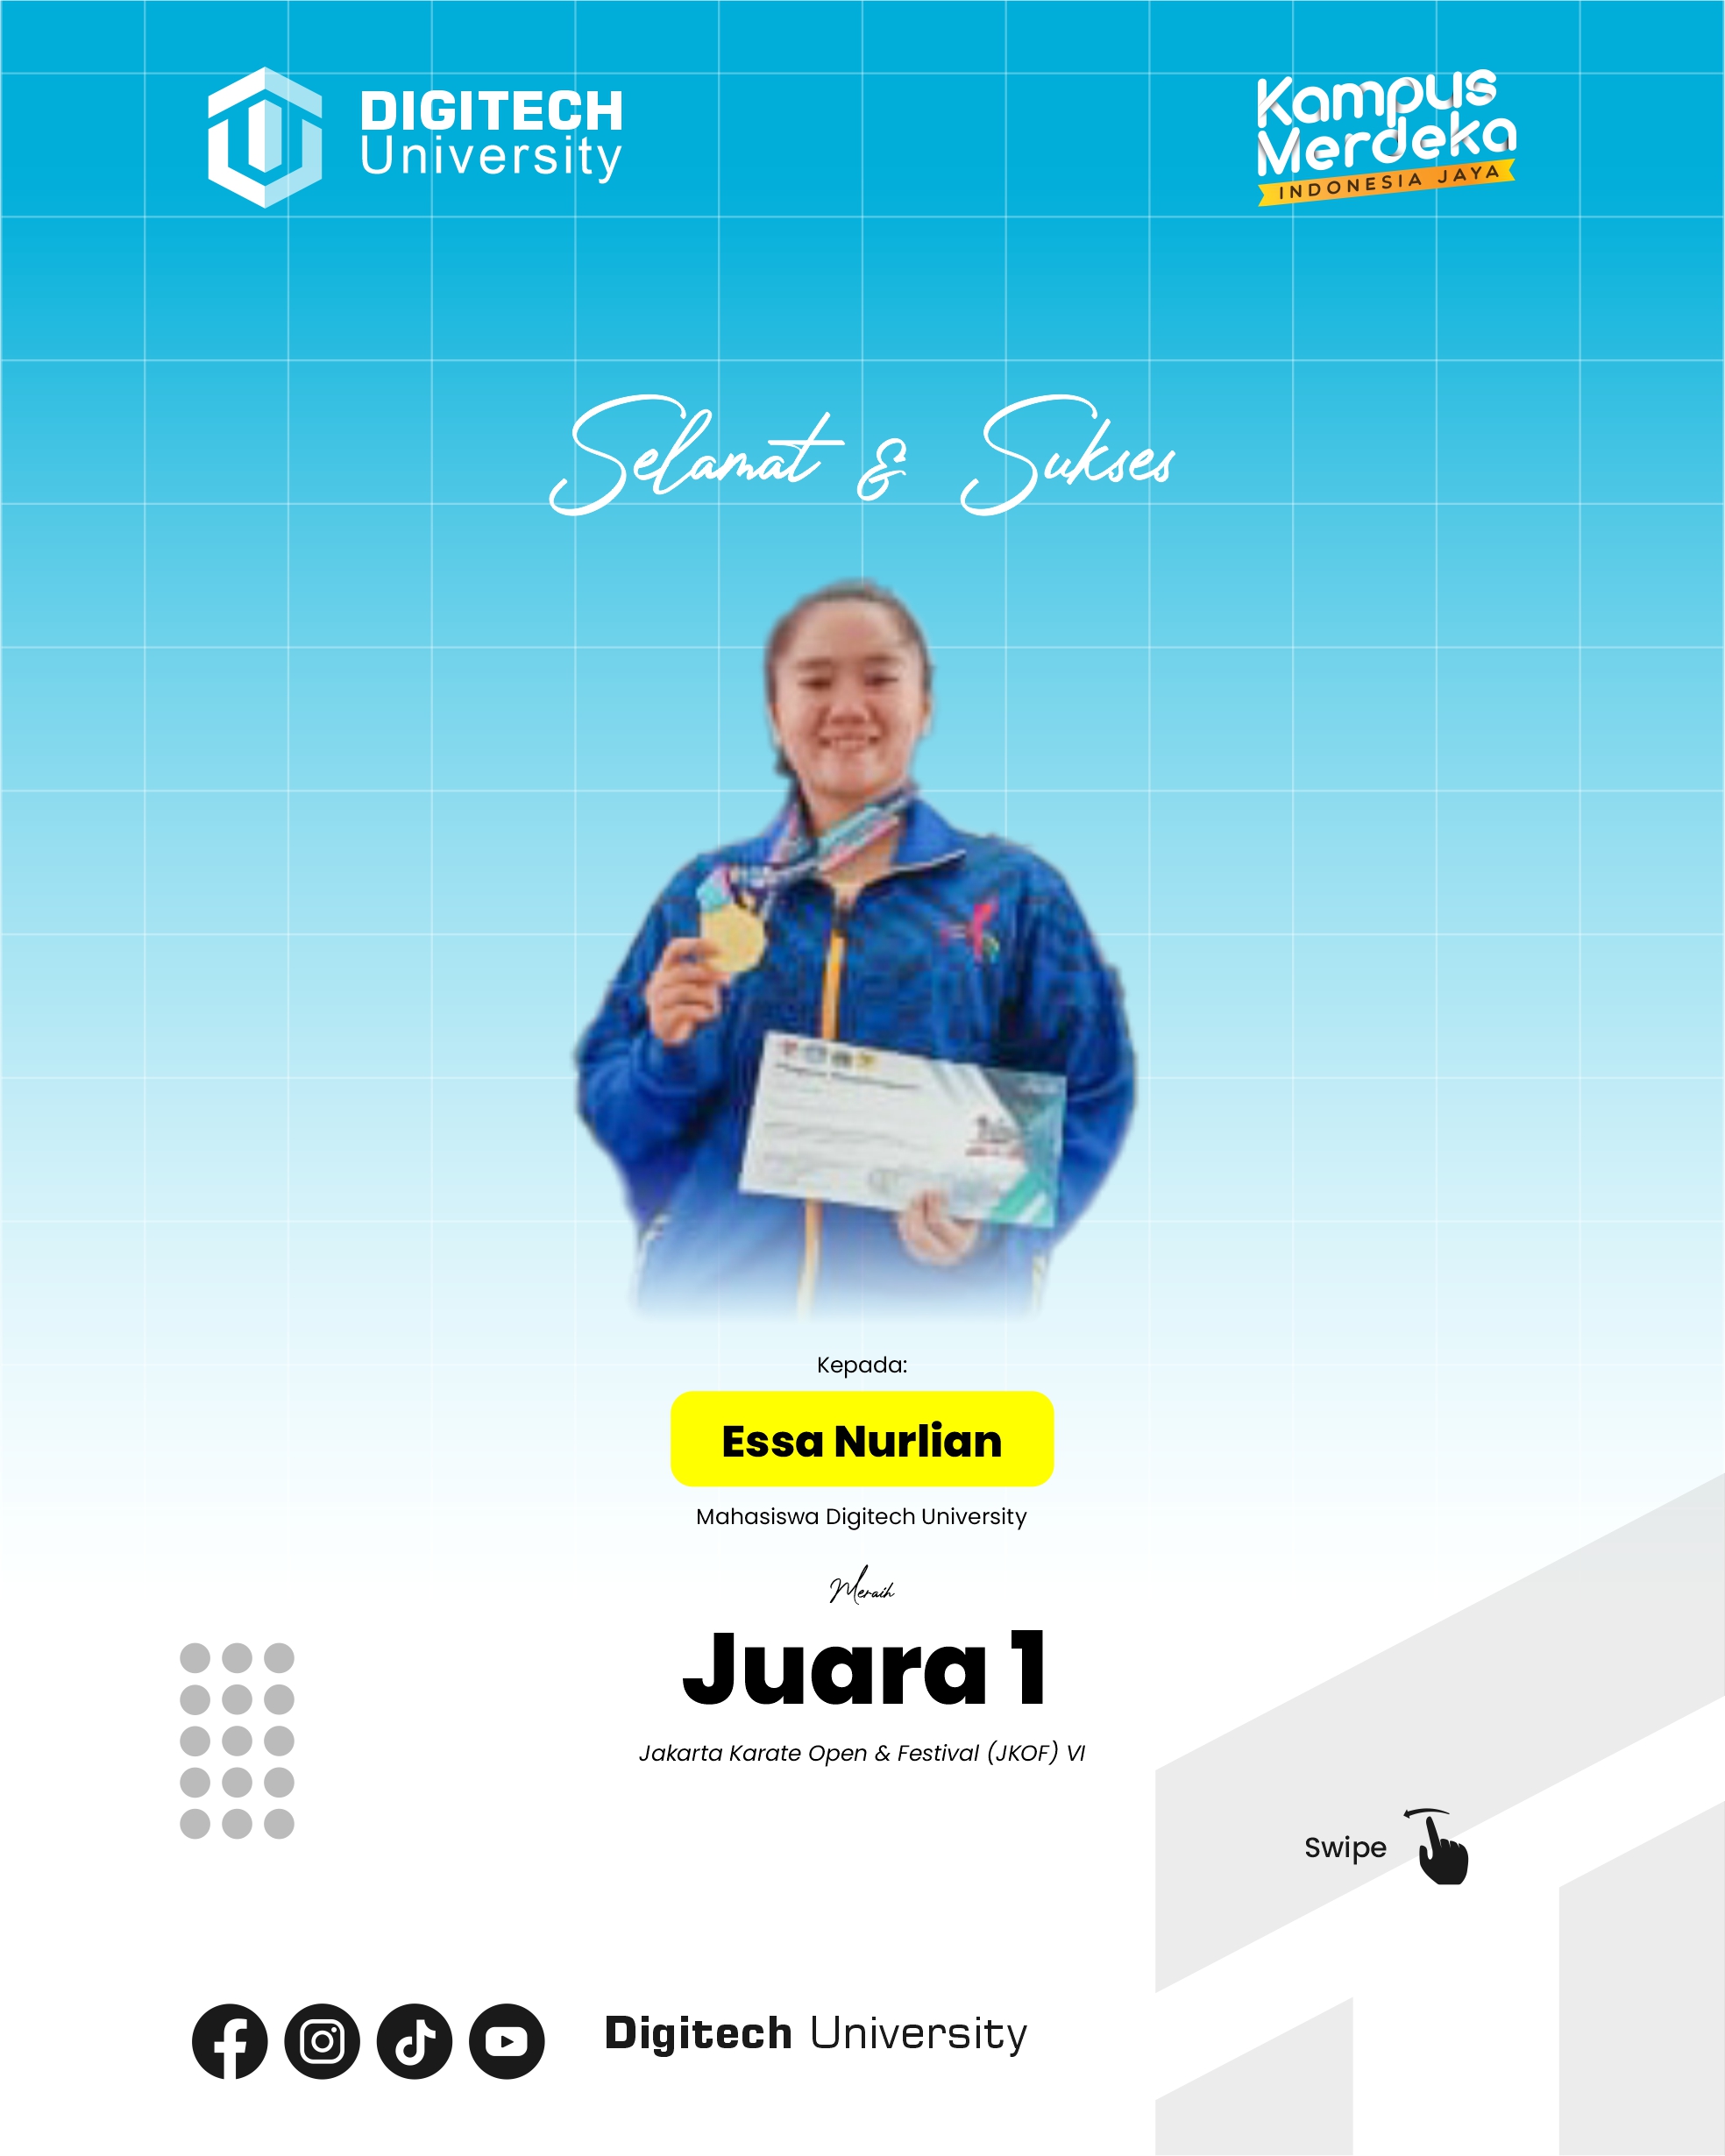 DIGITECH
University
Kampus
Merdeka
INDONESIA JAYA
Selamat & Sukses
Kepada:
Essa Nurlian
Mahasiswa Digitech University
Meraih
Juara 1
Jakarta Karate Open & Festival (JKOF) VI
Swipe
Digitech University